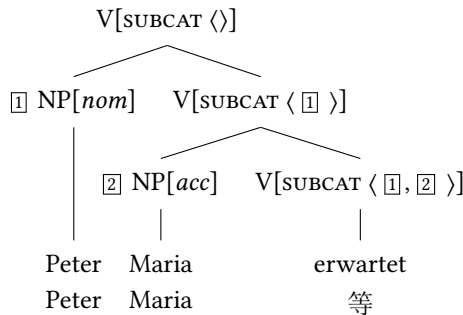 V[SUBCAT ⟨⟩]
1 NP[nom] V[SUBCAT ⟨ 1 ⟩]
2 NP[acc] V[SUBCAT ⟨ 1 , 2 ⟩]
Peter Maria erwartet
Peter Maria 等